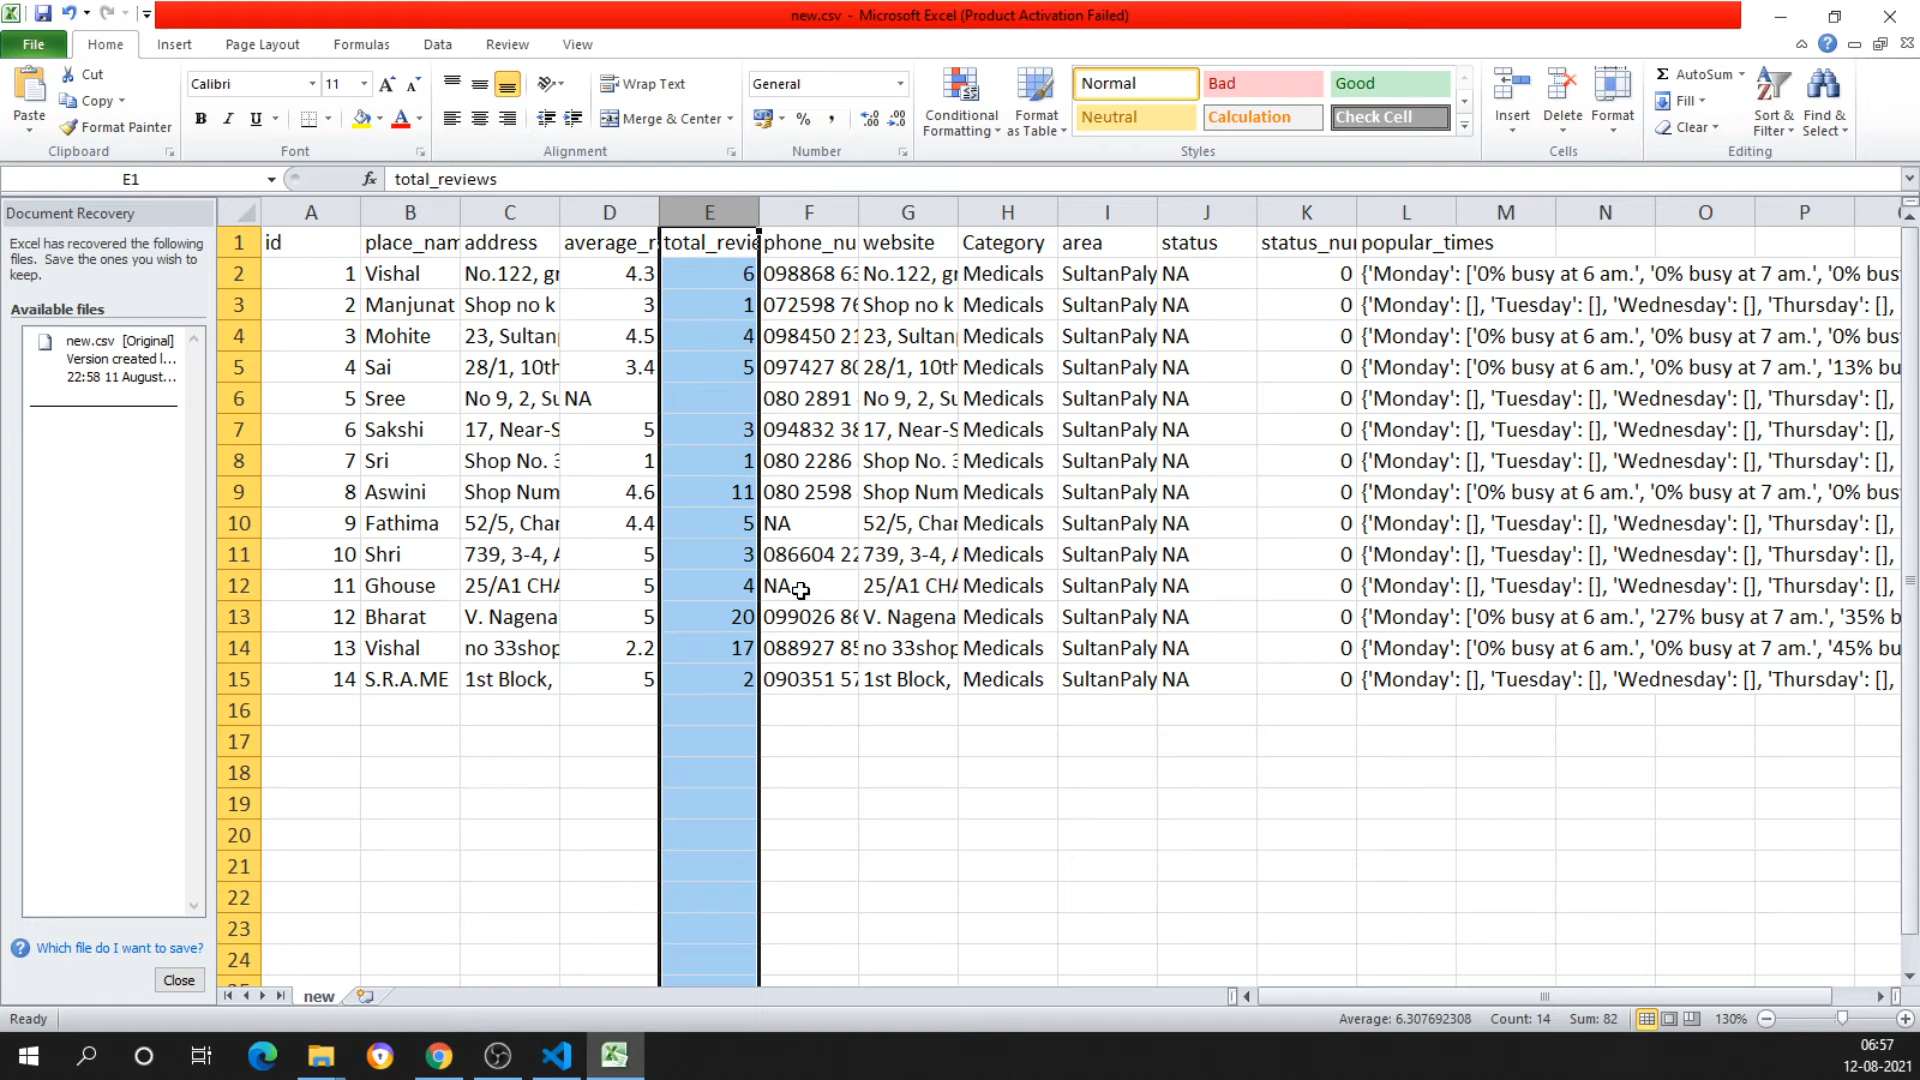 new.csv - Microsoft Excel (Product Activation Failed)
File Home Insert Page Layout Formulas Data Review View
Cut
Copy
Format Painter
Paste
Clipboard
Calibri 11
B I U
Font
Wrap Text
Merge & Center
Alignment
General
%
Number
Conditional Formatting
Format as Table
Normal Bad Good
Neutral Calculation Check Cell
Styles
Insert Delete Format
Cells
AutoSum
Fill
Clear
Sort & Filter
Find & Select
Editing
E1 fx total_reviews
Document Recovery
Excel has recovered the following
files. Save the ones you wish to
keep.
Available files
new.csv [Original]
Version created l...
22:58 11 August...
Which file do I want to save?
Close
A B C D E F G H I J K L M N O P
1 id place_nam address average_r total_revie phone_nu website Category area status status_nur popular_times
2 1 Vishal No.122, gr 4.3 6 098868 63 No.122, gr Medicals SultanPaly NA 0 {'Monday': ['0% busy at 6 am.', '0% busy at 7 am.', '0% bus
3 2 Manjunat Shop no k 3 1 072598 76 Shop no k Medicals SultanPaly NA 0 {'Monday': [], 'Tuesday': [], 'Wednesday': [], 'Thursday': [],
4 3 Mohite 23, Sultan 4.5 4 098450 21 23, Sultan Medicals SultanPaly NA 0 {'Monday': ['0% busy at 6 am.', '0% busy at 7 am.', '0% bus
5 4 Sai 28/1, 10th 3.4 5 097427 80 28/1, 10th Medicals SultanPaly NA 0 {'Monday': ['0% busy at 6 am.', '0% busy at 7 am.', '13% bu
6 5 Sree No 9, 2, Su NA 080 2891 No 9, 2, Su Medicals SultanPaly NA 0 {'Monday': [], 'Tuesday': [], 'Wednesday': [], 'Thursday': [],
7 6 Sakshi 17, Near-S 5 3 094832 38 17, Near-S Medicals SultanPaly NA 0 {'Monday': [], 'Tuesday': [], 'Wednesday': [], 'Thursday': [],
8 7 Sri Shop No. 3 1 1 080 2286 Shop No. 3 Medicals SultanPaly NA 0 {'Monday': [], 'Tuesday': [], 'Wednesday': [], 'Thursday': [],
9 8 Aswini Shop Num 4.6 11 080 2598 Shop Num Medicals SultanPaly NA 0 {'Monday': ['0% busy at 6 am.', '0% busy at 7 am.', '0% bus
10 9 Fathima 52/5, Char 4.4 5 NA 52/5, Char Medicals SultanPaly NA 0 {'Monday': [], 'Tuesday': [], 'Wednesday': [], 'Thursday': [],
11 10 Shri 739, 3-4, A 5 3 086604 22 739, 3-4, A Medicals SultanPaly NA 0 {'Monday': [], 'Tuesday': [], 'Wednesday': [], 'Thursday': [],
12 11 Ghouse 25/A1 CHA 5 4 NA 25/A1 CHA Medicals SultanPaly NA 0 {'Monday': [], 'Tuesday': [], 'Wednesday': [], 'Thursday': [],
13 12 Bharat V. Nagena 5 20 099026 86 V. Nagena Medicals SultanPaly NA 0 {'Monday': ['0% busy at 6 am.', '27% busy at 7 am.', '35% b
14 13 Vishal no 33shop 2.2 17 088927 85 no 33shop Medicals SultanPaly NA 0 {'Monday': ['0% busy at 6 am.', '0% busy at 7 am.', '45% bu
15 14 S.R.A.ME 1st Block, 5 2 090351 57 1st Block, Medicals SultanPaly NA 0 {'Monday': [], 'Tuesday': [], 'Wednesday': [], 'Thursday': [],
16
17
18
19
20
21
22
23
24
new
Ready Average: 6.307692308 Count: 14 Sum: 82 130%
06:57
12-08-2021